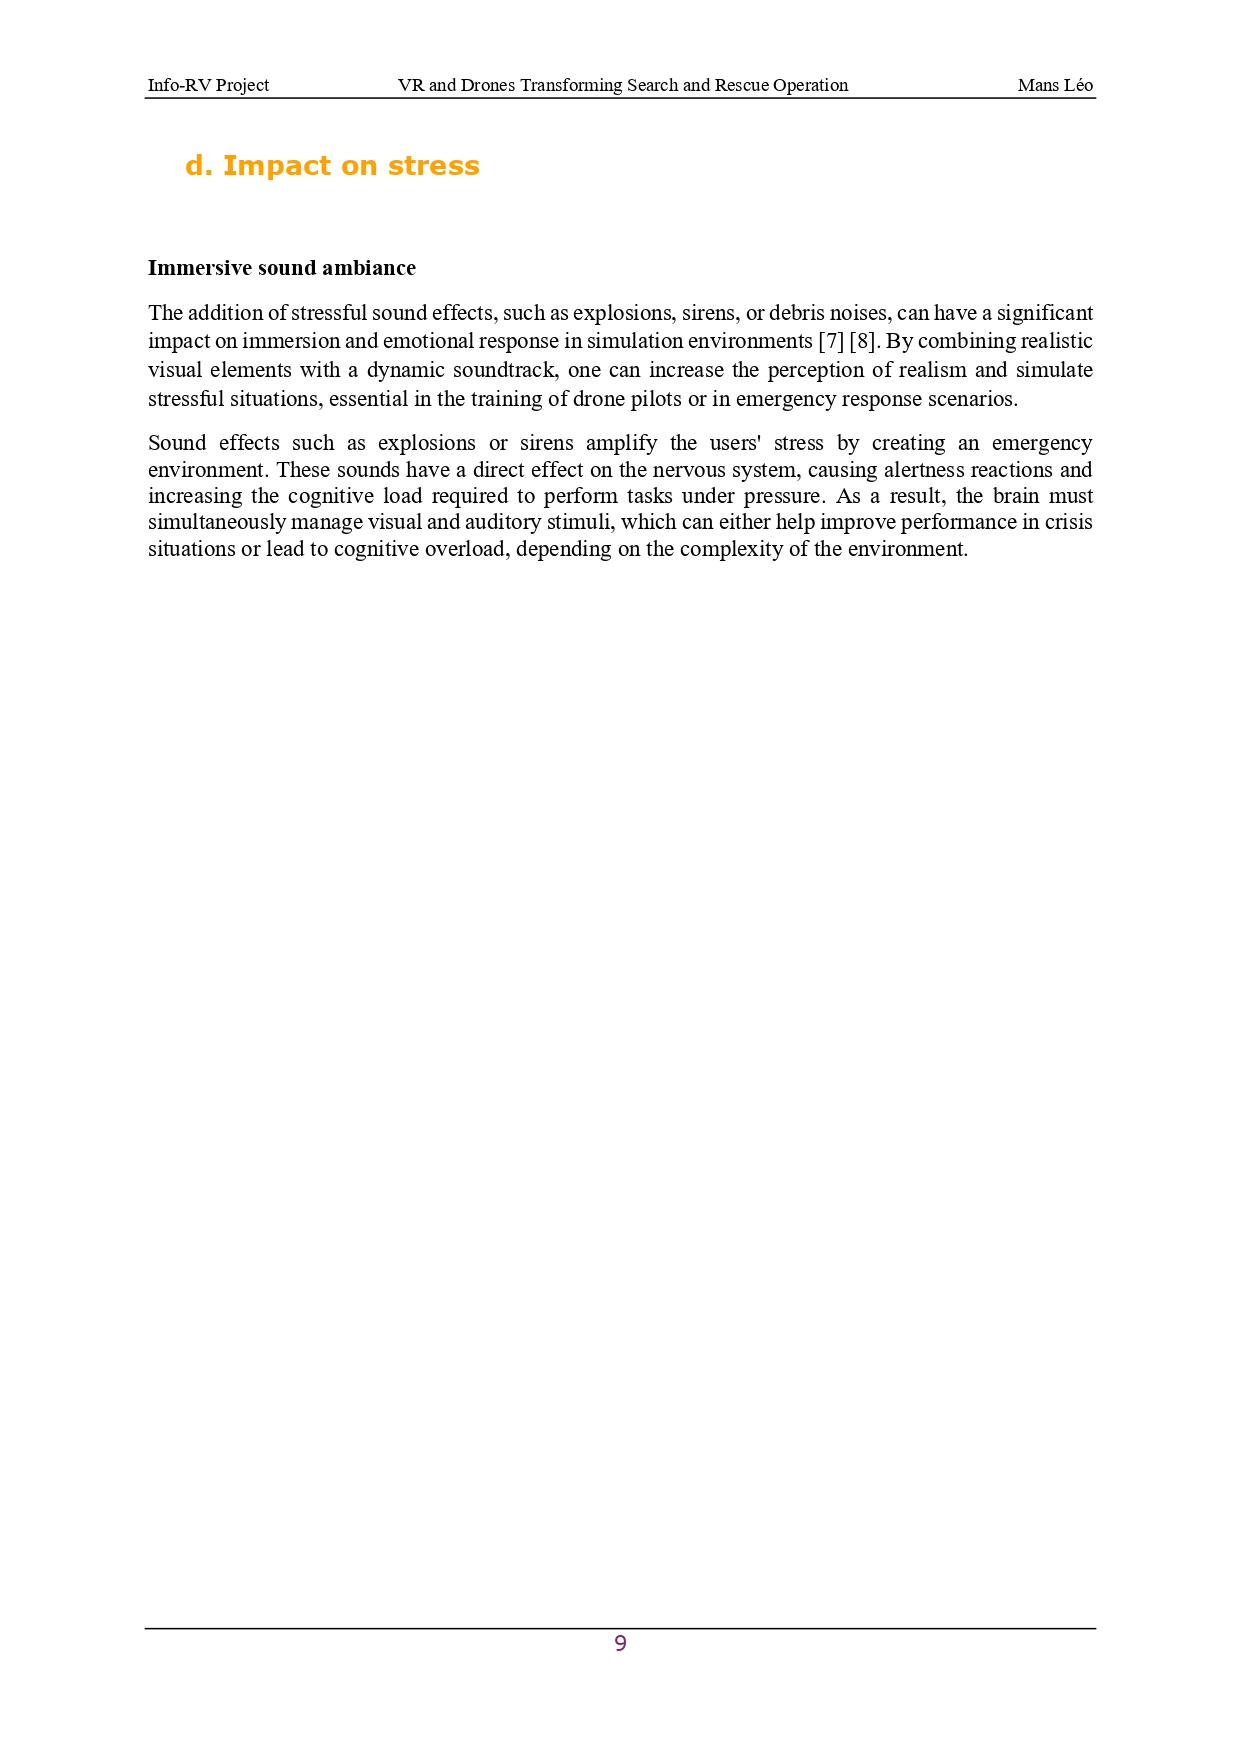 Info-RV Project VR and Drones Transforming Search and Rescue Operation Mans Léo
d. Impact on stress
Immersive sound ambiance
The addition of stressful sound effects, such as explosions, sirens, or debris noises, can have a significant
impact on immersion and emotional response in simulation environments [7] [8]. By combining realistic
visual elements with a dynamic soundtrack, one can increase the perception of realism and simulate
stressful situations, essential in the training of drone pilots or in emergency response scenarios.
Sound effects such as explosions or sirens amplify the users' stress by creating an emergency
environment. These sounds have a direct effect on the nervous system, causing alertness reactions and
increasing the cognitive load required to perform tasks under pressure. As a result, the brain must
simultaneously manage visual and auditory stimuli, which can either help improve performance in crisis
situations or lead to cognitive overload, depending on the complexity of the environment.
9